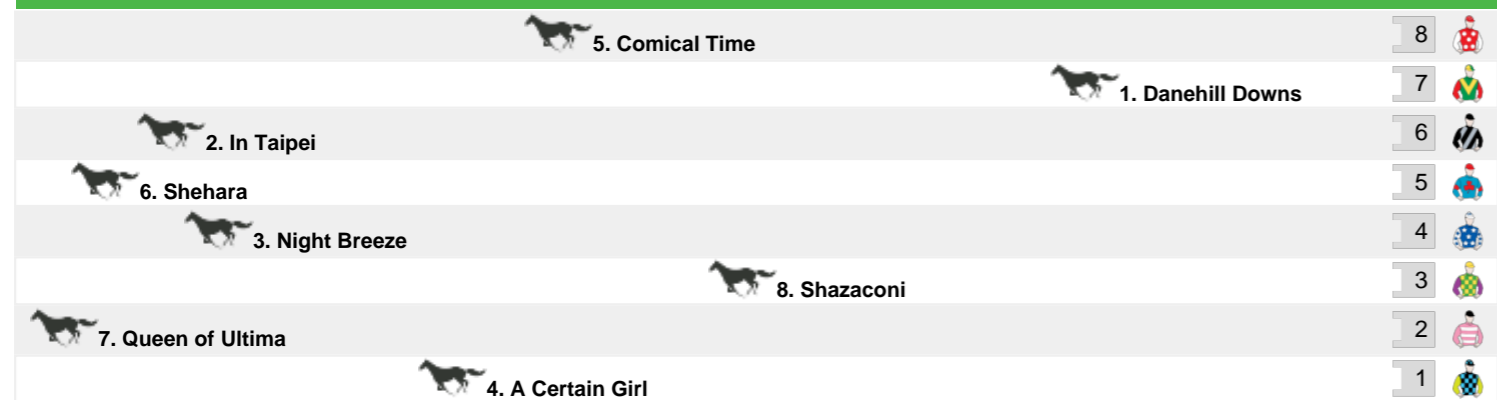 5. Comical Time 8
1. Danehill Downs 7
2. In Taipei 6
6. Shehara 5
3. Night Breeze 4
8. Shazaconi 3
7. Queen of Ultima 2
4. A Certain Girl 1